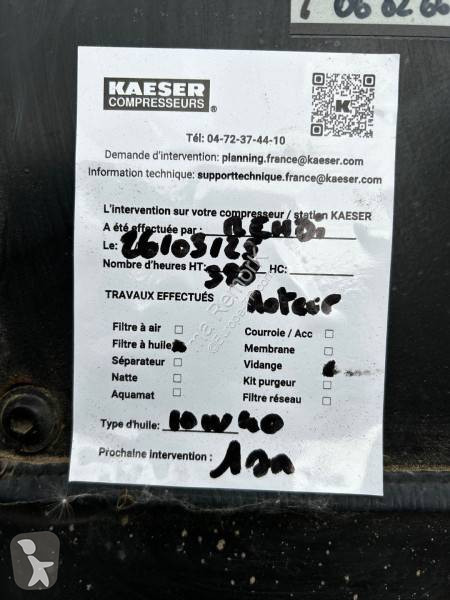 KAESER
COMPRESSEURS ®
K
Tél: 04-72-37-44-10
Demande d'intervention: planning.france@kaeser.com
Information technique: supporttechnique.france@kaeser.com
L'intervention sur votre compresseur / station KAESER
A été effectuée par :
Le: 26/03/25
Nombre d'heures HT: HC:
TRAVAUX EFFECTUÉS Moteur
Filtre à air
Filtre à huile
Séparateur
Natte
Aquamat
Courroie / Acc
Membrane
Vidange
Kit purgeur
Filtre réseau
Type d'huile: 10W40
Prochaine intervention : 1an